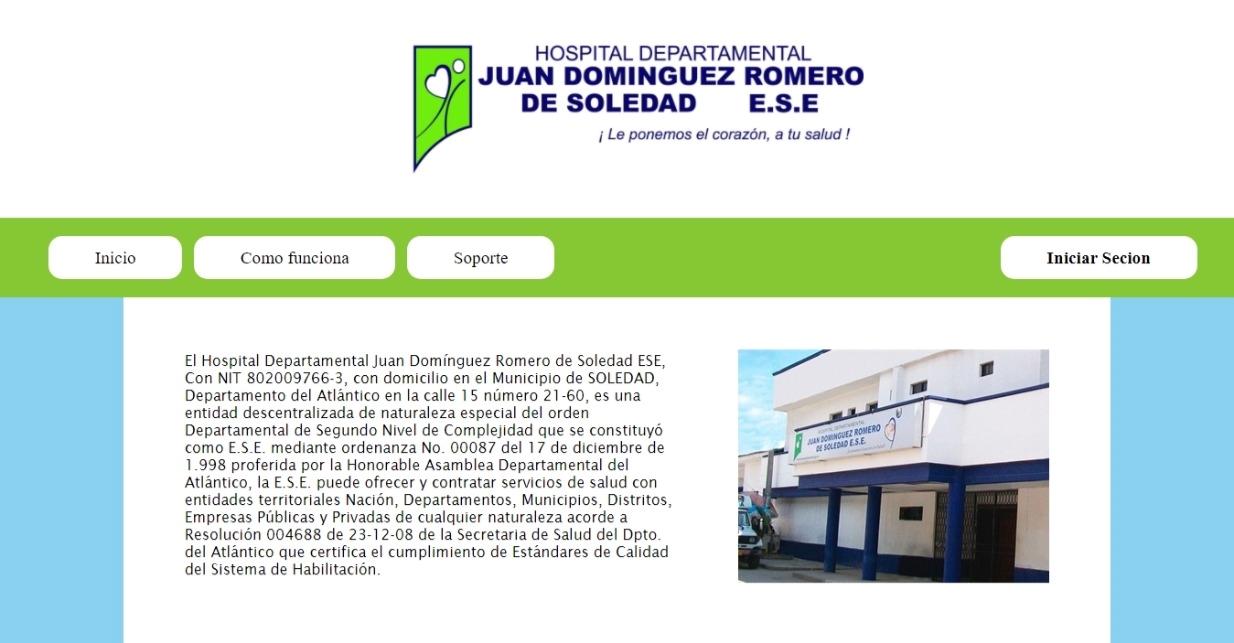 HOSPITAL DEPARTAMENTAL
JUAN DOMINGUEZ ROMERO
DE SOLEDAD E.S.E
¡ Le ponemos el corazón, a tu salud !
Inicio
Como funciona
Soporte
Iniciar Secion
El Hospital Departamental Juan Domínguez Romero de Soledad ESE,
Con NIT 802009766-3, con domicilio en el Municipio de SOLEDAD,
Departamento del Atlántico en la calle 15 número 21-60, es una
entidad descentralizada de naturaleza especial del orden
Departamental de Segundo Nivel de Complejidad que se constituyó
como E.S.E. mediante ordenanza No. 00087 del 17 de diciembre de
1.998 proferida por la Honorable Asamblea Departamental del
Atlántico, la E.S.E. puede ofrecer y contratar servicios de salud con
entidades territoriales Nación, Departamentos, Municipios, Distritos,
Empresas Públicas y Privadas de cualquier naturaleza acorde a
Resolución 004688 de 23-12-08 de la Secretaria de Salud del Dpto.
del Atlántico que certifica el cumplimiento de Estándares de Calidad
del Sistema de Habilitación.
HOSPITAL DEPARTAMENTAL
JUAN DOMINGUEZ ROMERO
DE SOLEDAD E.S.E.